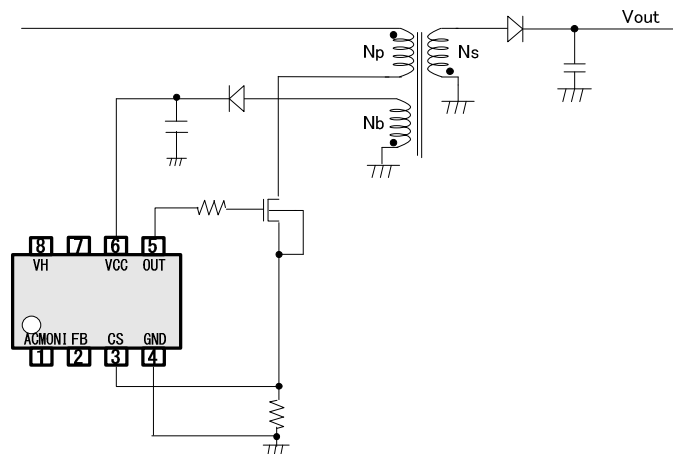 Vout
Np
Ns
Nb
8 7 6 5
VH VCC OUT
ACMONI FB CS GND
1 2 3 4